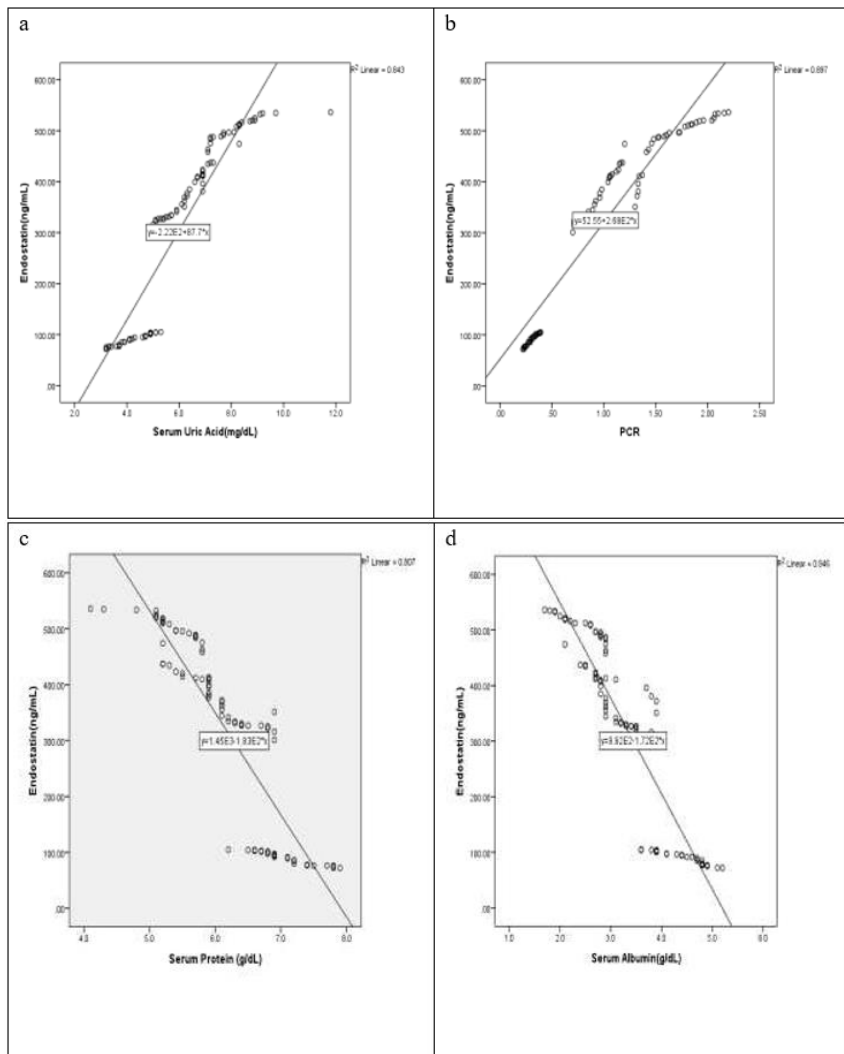 a
R² Linear = 0.843
600.00
500.00
400.00
300.00
200.00
100.00
.00
Endostatin(ng/mL)
y=-2.22E2+87.7*x
2.0 4.0 6.0 8.0 10.0 12.0
Serum Uric Acid(mg/dL)
b
R² Linear = 0.897
600.00
500.00
400.00
300.00
200.00
100.00
.00
Endostatin(ng/mL)
y=52.55+2.68E2*x
.00 .50 1.00 1.50 2.00 2.50
PCR
c
R² Linear = 0.807
600.00
500.00
400.00
300.00
200.00
100.00
.00
Endostatin(ng/mL)
y=1.45E3-1.83E2*x
4.0 5.0 6.0 7.0 8.0
Serum Protein (g/dL)
d
R² Linear = 0.846
600.00
500.00
400.00
300.00
200.00
100.00
.00
Endostatin(ng/mL)
y=8.92E2-1.72E2*x
1.0 2.0 3.0 4.0 5.0 6.0
Serum Albumin(g/dL)